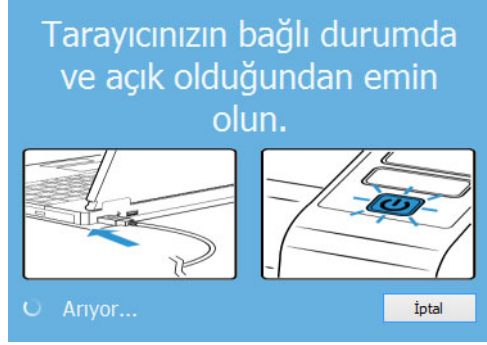 Tarayıcınızın bağlı durumda
ve açık olduğundan emin
olun.
Arıyor...
İptal